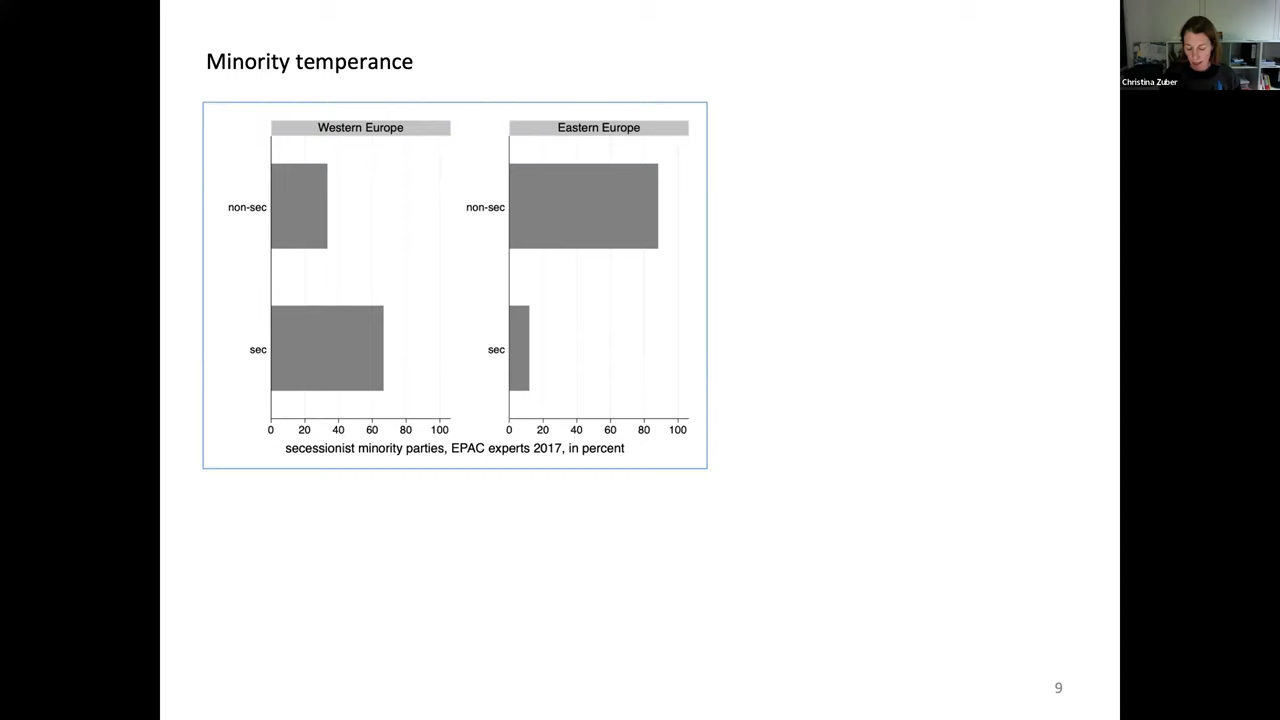 Minority temperance
Christina Zuber
Western Europe
Eastern Europe
non-sec
non-sec
sec
sec
0 20 40 60 80 100
0 20 40 60 80 100
secessionist minority parties, EPAC experts 2017, in percent
9